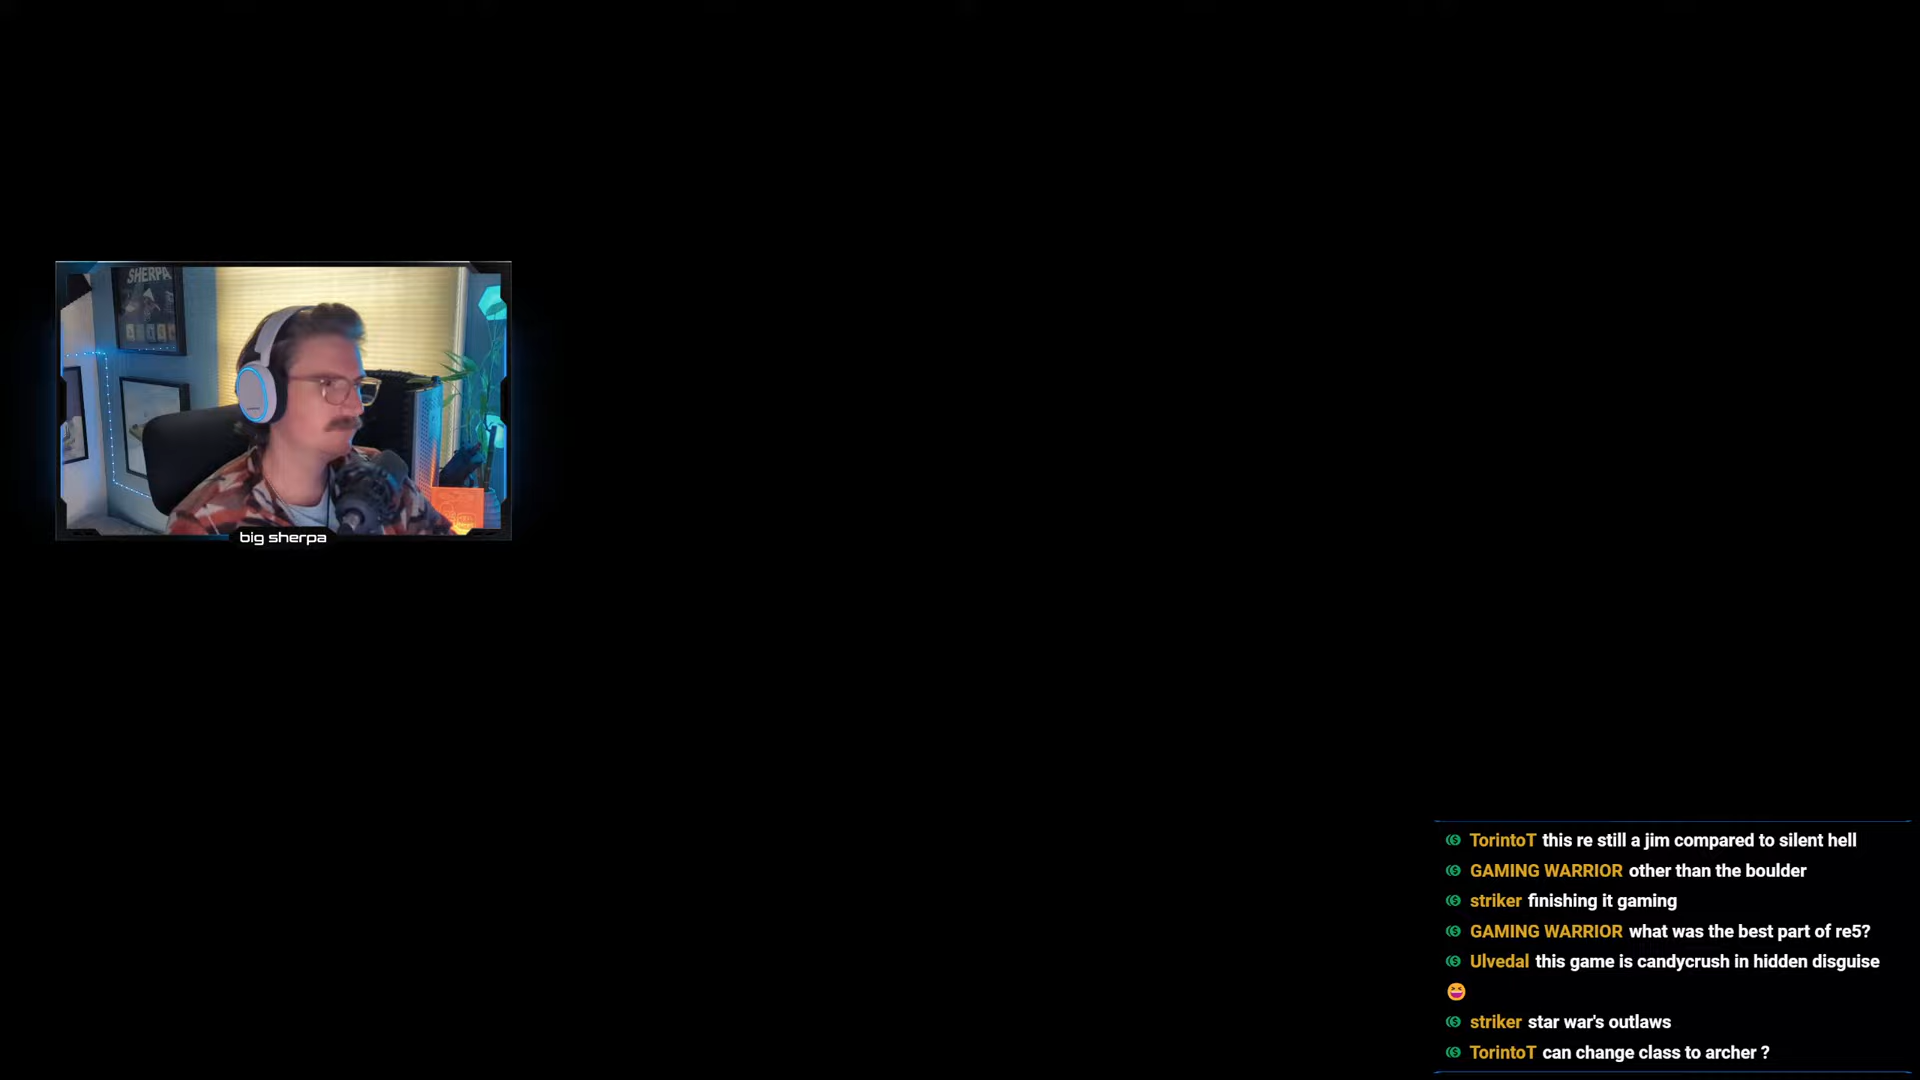 SHERPA
big sherpa
TorintoT this re still a jim compared to silent hell
GAMING WARRIOR other than the boulder
striker finishing it gaming
GAMING WARRIOR what was the best part of re5?
Ulvedal this game is candycrush in hidden disguise
😆
striker star war's outlaws
TorintoT can change class to archer ?